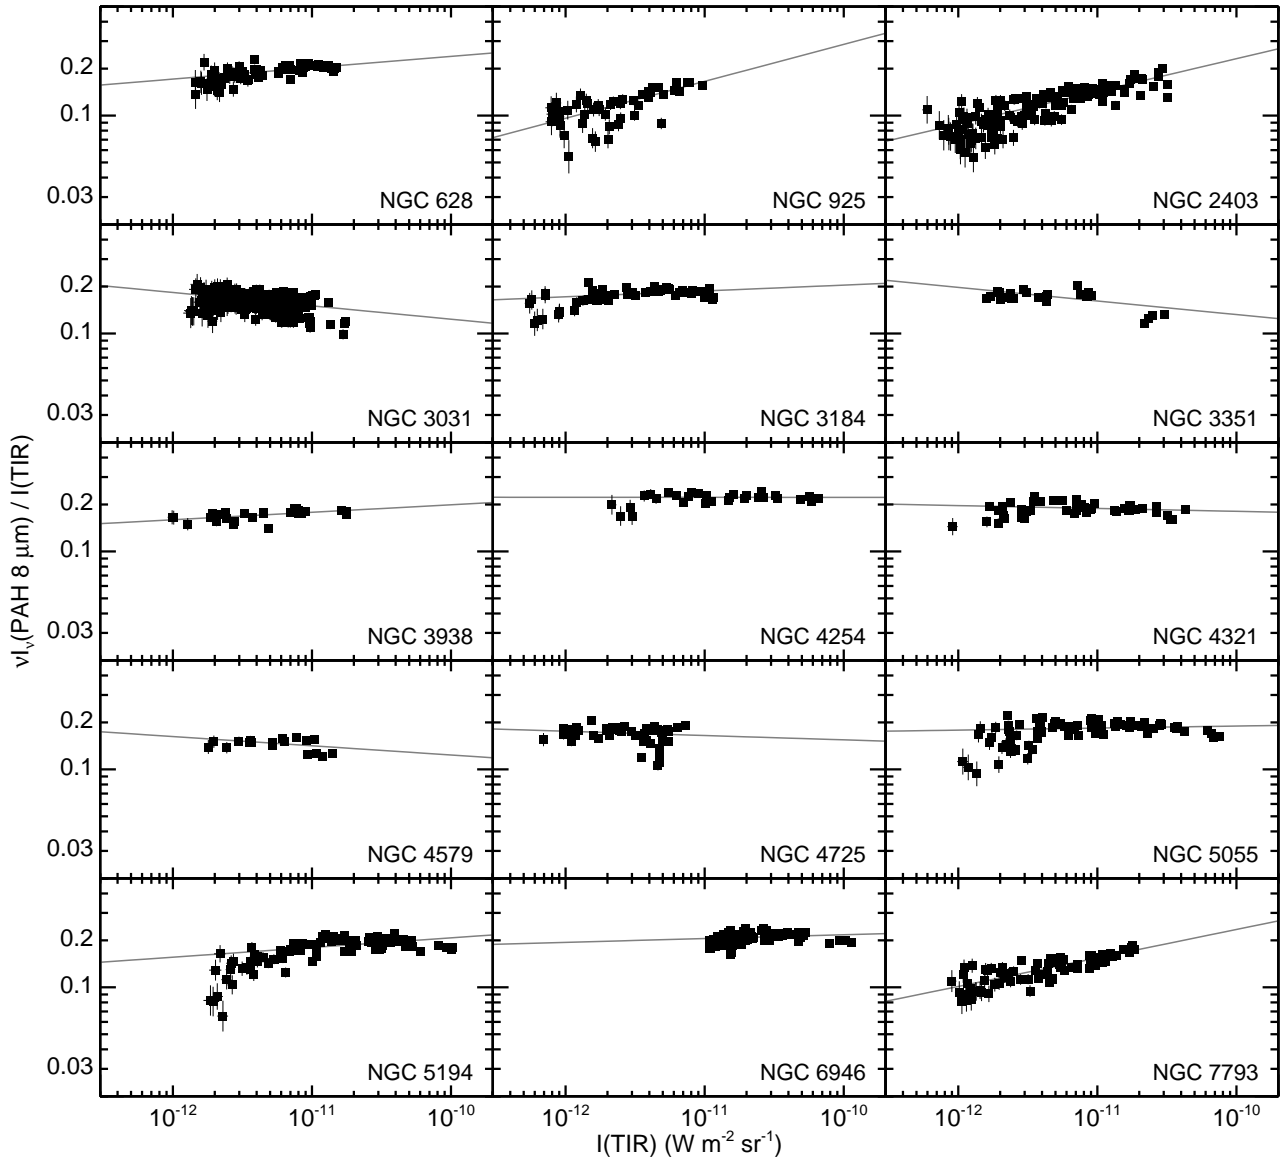 0.2
0.1
0.03
NGC 628
NGC 925
NGC 2403
0.2
0.1
0.03
NGC 3031
NGC 3184
NGC 3351
0.2
0.1
0.03
NGC 3938
NGC 4254
NGC 4321
0.2
0.1
0.03
NGC 4579
NGC 4725
NGC 5055
0.2
0.1
0.03
NGC 5194
NGC 6946
NGC 7793
νIν(PAH 8 μm) / I(TIR)
10⁻¹² 10⁻¹¹ 10⁻¹⁰
10⁻¹² 10⁻¹¹ 10⁻¹⁰
10⁻¹² 10⁻¹¹ 10⁻¹⁰
I(TIR) (W m⁻² sr⁻¹)